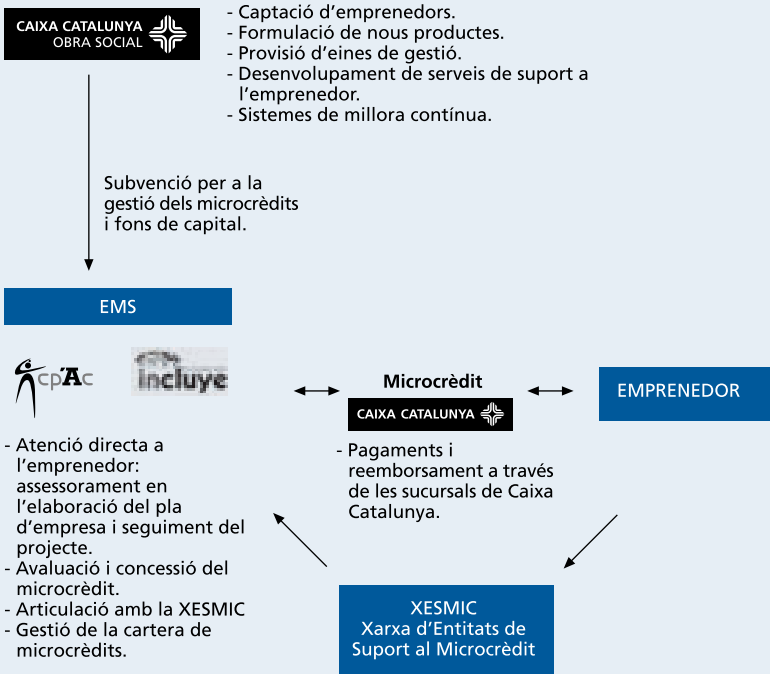 CAIXA CATALUNYA
OBRA SOCIAL
- Captació d’emprenedors.
- Formulació de nous productes.
- Provisió d’eines de gestió.
- Desenvolupament de serveis de suport a
l’emprenedor.
- Sistemes de millora contínua.
Subvenció per a la
gestió dels microcrèdits
i fons de capital.
EMS
cp'Ac
incluye
- Atenció directa a
l’emprenedor:
assessorament en
l’elaboració del pla
d’empresa i seguiment del
projecte.
- Avaluació i concessió del
microcrèdit.
- Articulació amb la XESMIC
- Gestió de la cartera de
microcrèdits.
Microcrèdit
CAIXA CATALUNYA
- Pagaments i
reemborsament a través
de les sucursals de Caixa
Catalunya.
EMPRENEDOR
XESMIC
Xarxa d’Entitats de
Suport al Microcrèdit